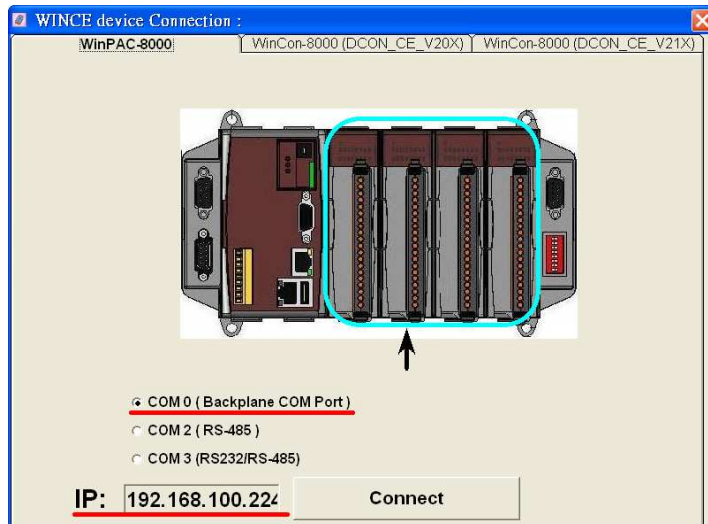 WINCE device Connection :
WinPAC-8000
WinCon-8000 (DCON_CE_V20X)
WinCon-8000 (DCON_CE_V21X)
COM 0 ( Backplane COM Port )
COM 2 ( RS-485 )
COM 3 (RS232/RS-485)
IP: 192.168.100.224
Connect